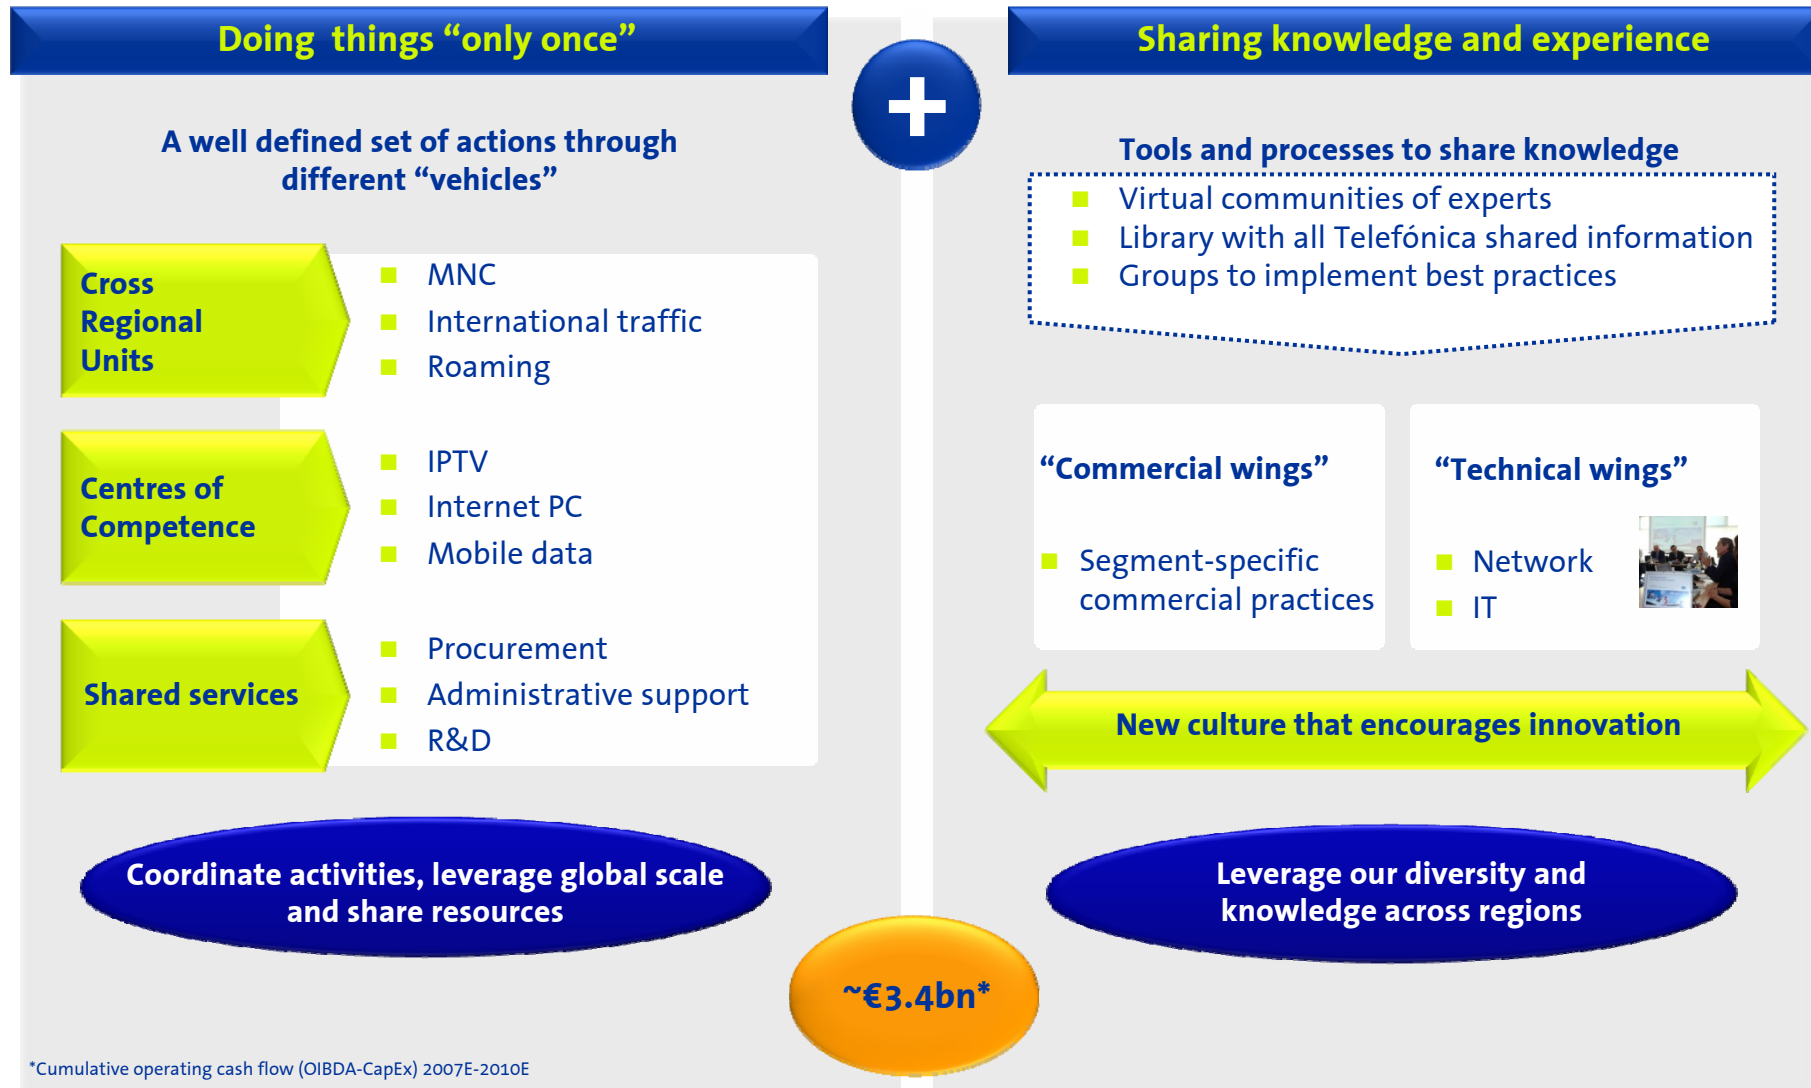 Doing things “only once”
A well defined set of actions through
different “vehicles”
Cross
Regional
Units
MNC
International traffic
Roaming
Centres of
Competence
IPTV
Internet PC
Mobile data
Shared services
Procurement
Administrative support
R&D
Coordinate activities, leverage global scale
and share resources
+
Sharing knowledge and experience
Tools and processes to share knowledge
Virtual communities of experts
Library with all Telefónica shared information
Groups to implement best practices
“Commercial wings”
Segment-specific
commercial practices
“Technical wings”
Network
IT
New culture that encourages innovation
Leverage our diversity and
knowledge across regions
~€3.4bn*
*Cumulative operating cash flow (OIBDA-CapEx) 2007E-2010E